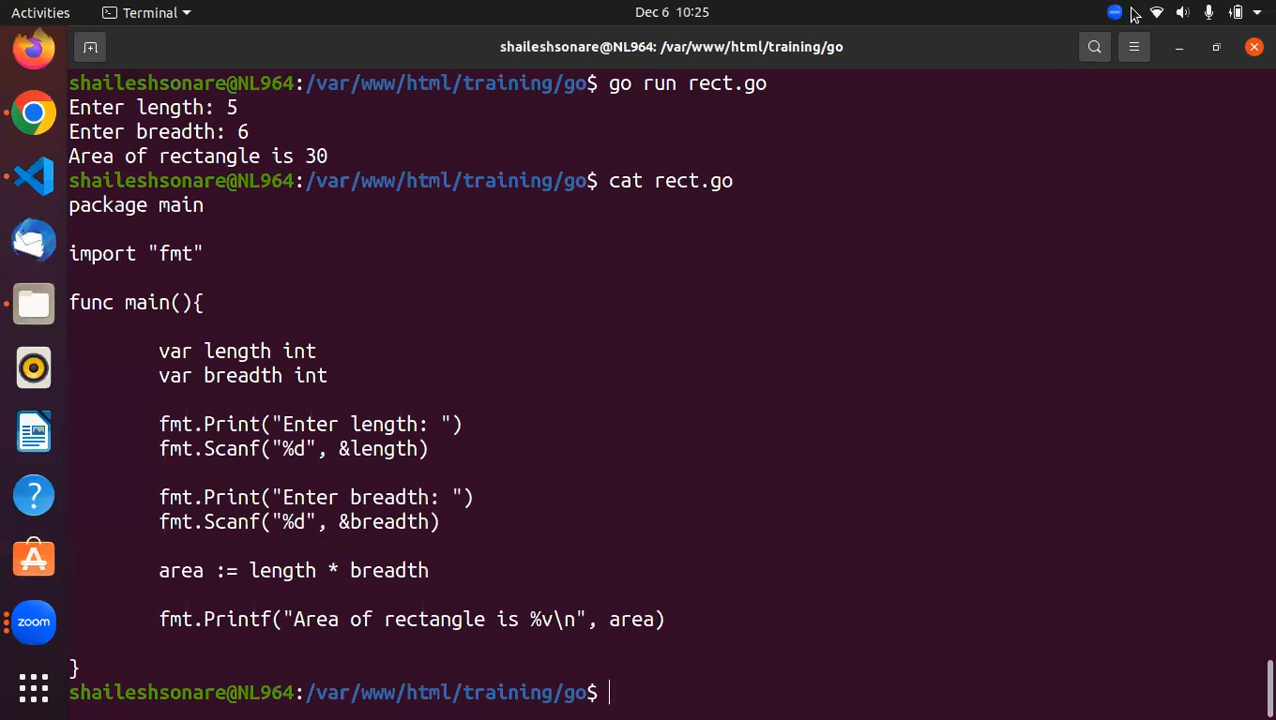 Activities Terminal Dec 6 10:25 zoom
shaileshsonare@NL964: /var/www/html/training/go
shaileshsonare@NL964:/var/www/html/training/go$ go run rect.go
Enter length: 5
Enter breadth: 6
Area of rectangle is 30
shaileshsonare@NL964:/var/www/html/training/go$ cat rect.go
package main
import "fmt"
func main(){
var length int
var breadth int
fmt.Print("Enter length: ")
fmt.Scanf("%d", &length)
fmt.Print("Enter breadth: ")
fmt.Scanf("%d", &breadth)
area := length * breadth
fmt.Printf("Area of rectangle is %v\n", area)
zoom
}
shaileshsonare@NL964:/var/www/html/training/go$